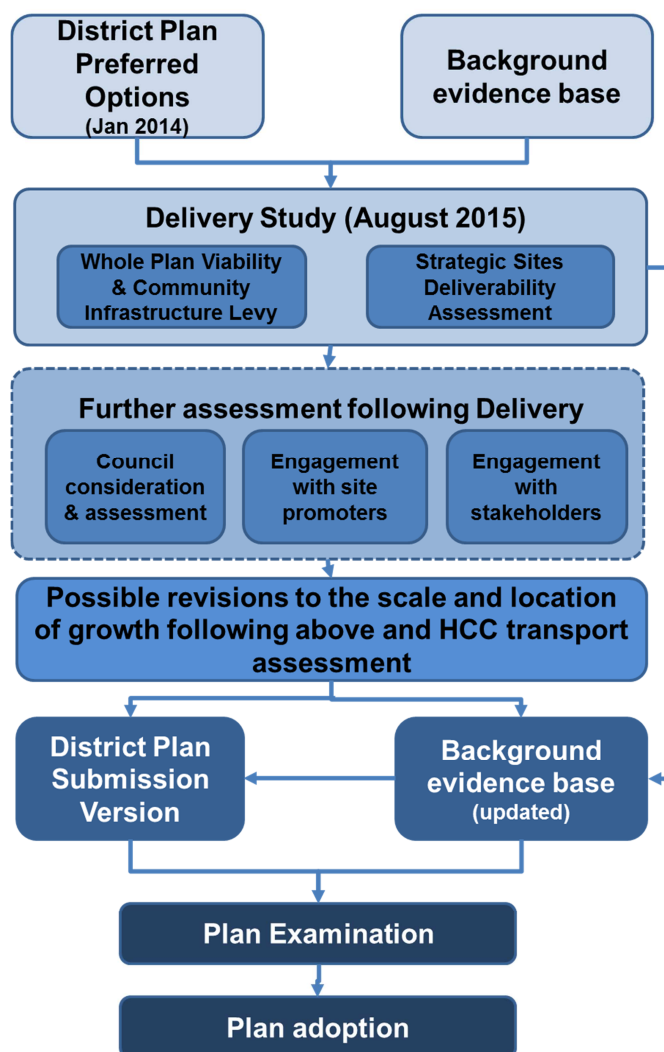 District Plan
Preferred
Options
(Jan 2014)
Background
evidence base
Delivery Study (August 2015)
Whole Plan Viability
& Community
Infrastructure Levy
Strategic Sites
Deliverability
Assessment
Further assessment following Delivery
Council
consideration
& assessment
Engagement
with site
promoters
Engagement
with
stakeholders
Possible revisions to the scale and location
of growth following above and HCC transport
assessment
District Plan
Submission
Version
Background
evidence base
(updated)
Plan Examination
Plan adoption